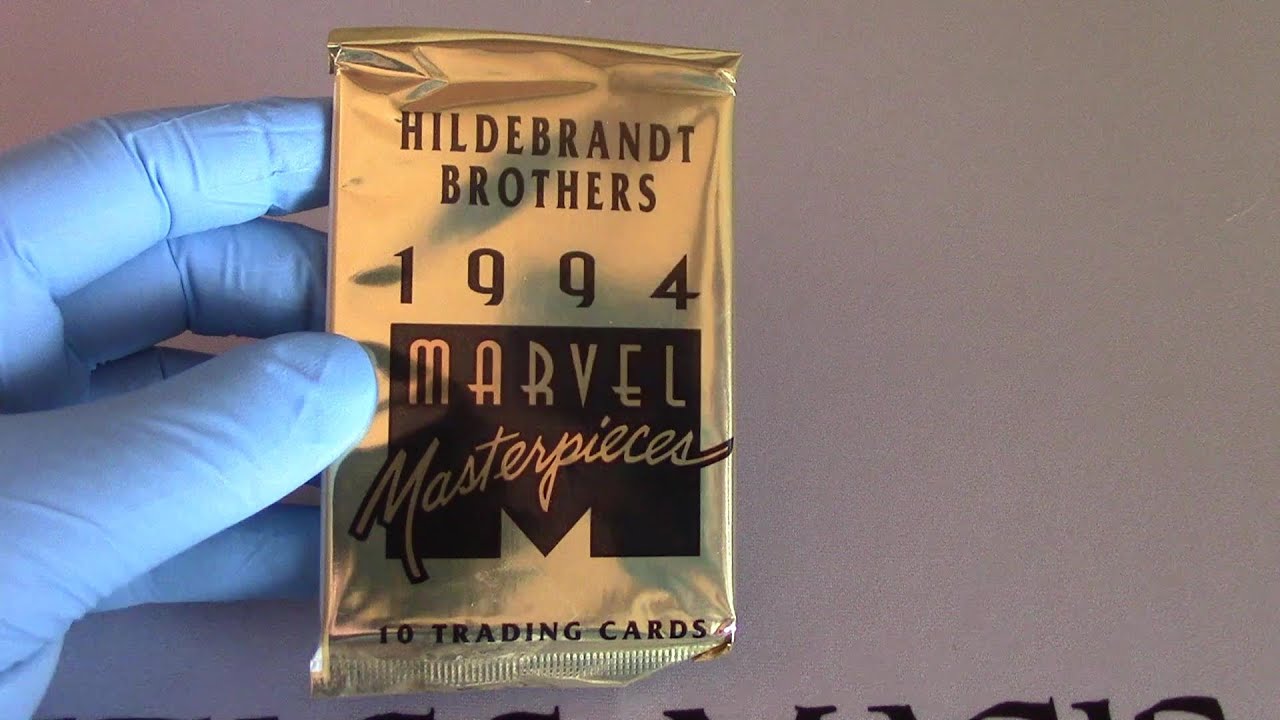 HILDEBRANDT
BROTHERS
1994
MARVEL
Masterpieces
10 TRADING CARDS